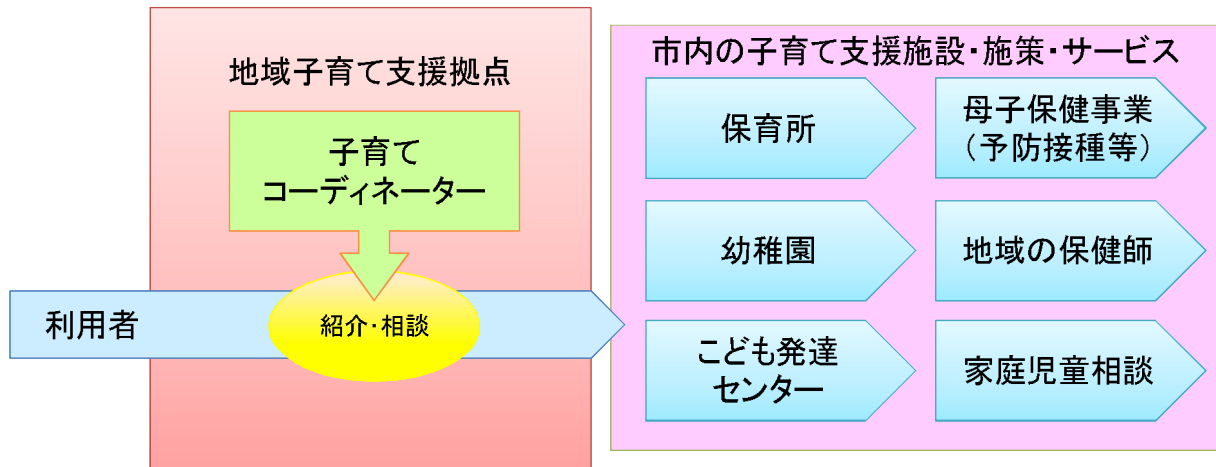 地域子育て支援拠点
子育て
コーディネーター
利用者
紹介・相談
市内の子育て支援施設・施策・サービス
保育所
母子保健事業
（予防接種等）
幼稚園
地域の保健師
こども発達
センター
家庭児童相談